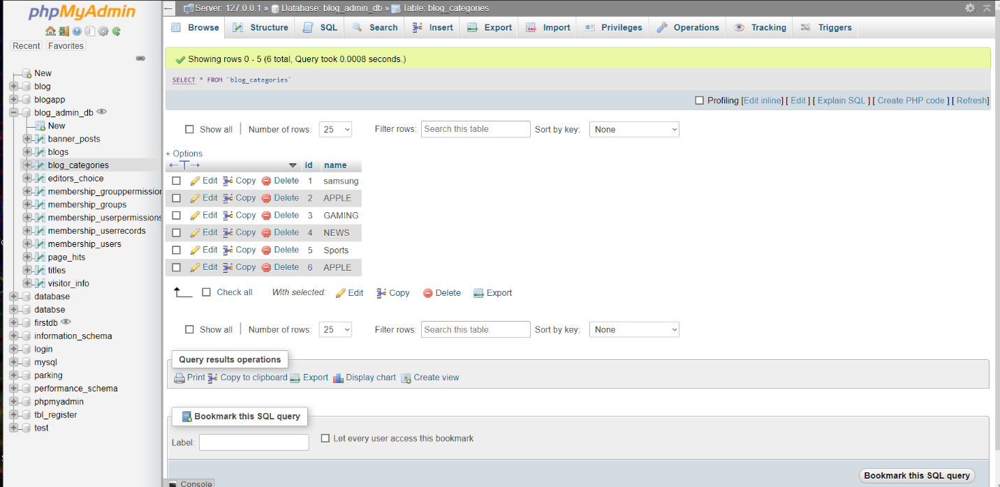 phpMyAdmin
Recent Favorites
New
blog
blogapp
blog_admin_db
New
banner_posts
blogs
blog_categories
editors_choice
membership_grouppermission
membership_groups
membership_userpermissions
membership_userrecords
membership_users
page_hits
titles
visitor_info
database
databse
firstdb
information_schema
login
mysql
parking
performance_schema
phpmyadmin
tbl_register
test
Server: 127.0.0.1 » Database: blog_admin_db » Table: blog_categories
Browse Structure SQL Search Insert Export Import Privileges Operations Tracking Triggers
Showing rows 0 - 5 (6 total, Query took 0.0008 seconds.)
SELECT * FROM `blog_categories`
Profiling [Edit inline] [ Edit ] [ Explain SQL ] [ Create PHP code ] [ Refresh]
Show all Number of rows: 25 Filter rows: Search this table Sort by key: None
+ Options
←T→ id name
Edit Copy Delete 1 samsung
Edit Copy Delete 2 APPLE
Edit Copy Delete 3 GAMING
Edit Copy Delete 4 NEWS
Edit Copy Delete 5 Sports
Edit Copy Delete 6 APPLE
Check all With selected: Edit Copy Delete Export
Show all Number of rows: 25 Filter rows: Search this table Sort by key: None
Query results operations
Print Copy to clipboard Export Display chart Create view
Bookmark this SQL query
Label: Let every user access this bookmark
Bookmark this SQL query
Console